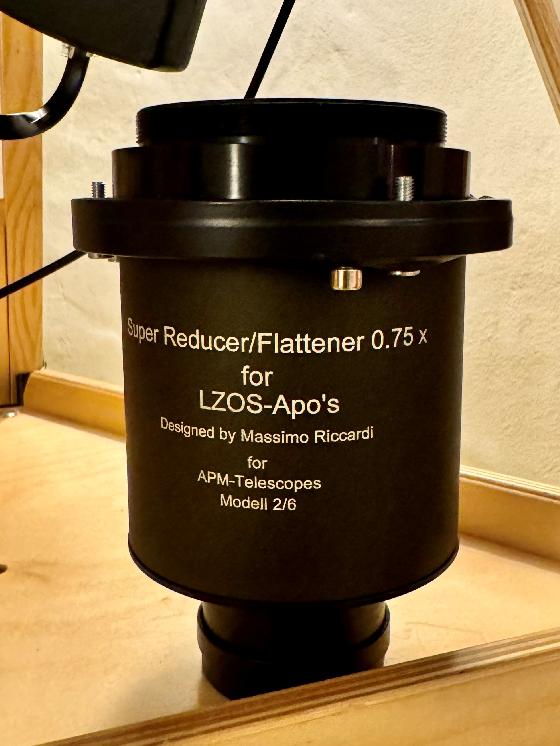 Super Reducer/Flattener 0.75 x
for
LZOS-Apo's
Designed by Massimo Riccardi
for
APM-Telescopes
Modell 2/6